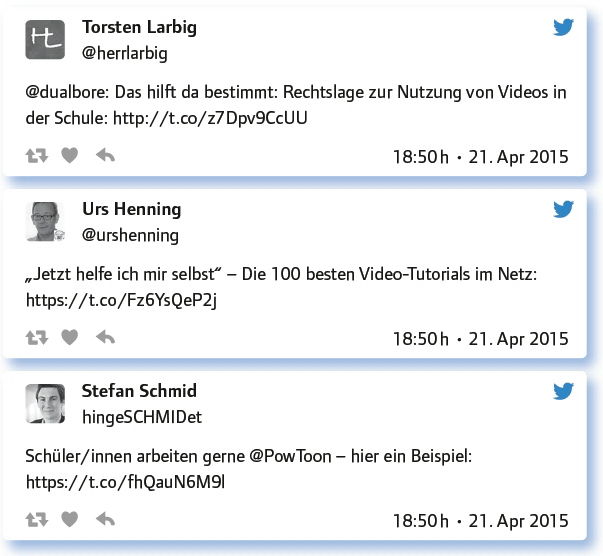 HL
Torsten Larbig
@herrlarbig
@dualbore: Das hilft da bestimmt: Rechtslage zur Nutzung von Videos in
der Schule: http://t.co/z7Dpv9CcUU
18:50 h • 21. Apr 2015
Urs Henning
@urshenning
„Jetzt helfe ich mir selbst“ – Die 100 besten Video-Tutorials im Netz:
https://t.co/Fz6YsQeP2j
18:50 h • 21. Apr 2015
Stefan Schmid
hingeSCHMIDet
Schüler/innen arbeiten gerne @PowToon – hier ein Beispiel:
https://t.co/fhQauN6M9l
18:50 h • 21. Apr 2015